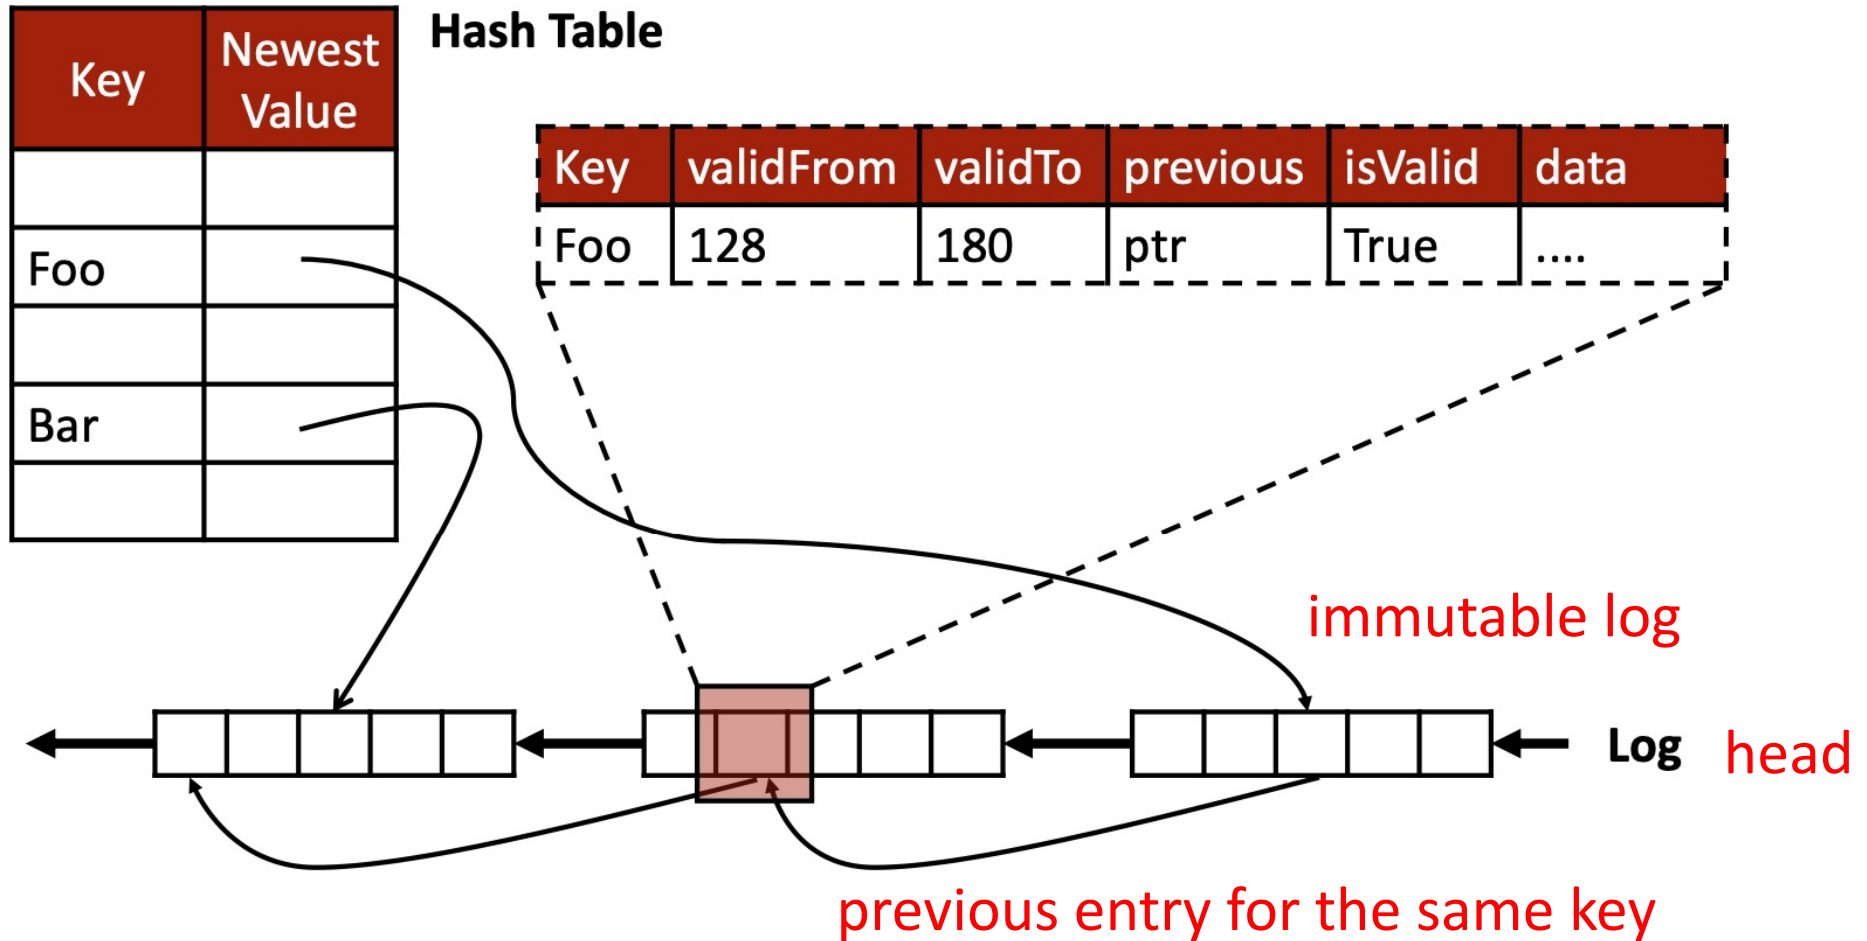 Hash Table
Key
Newest
Value
Foo
Bar
Key validFrom validTo previous isValid data
Foo 128 180 ptr True ....
immutable log
Log head
previous entry for the same key